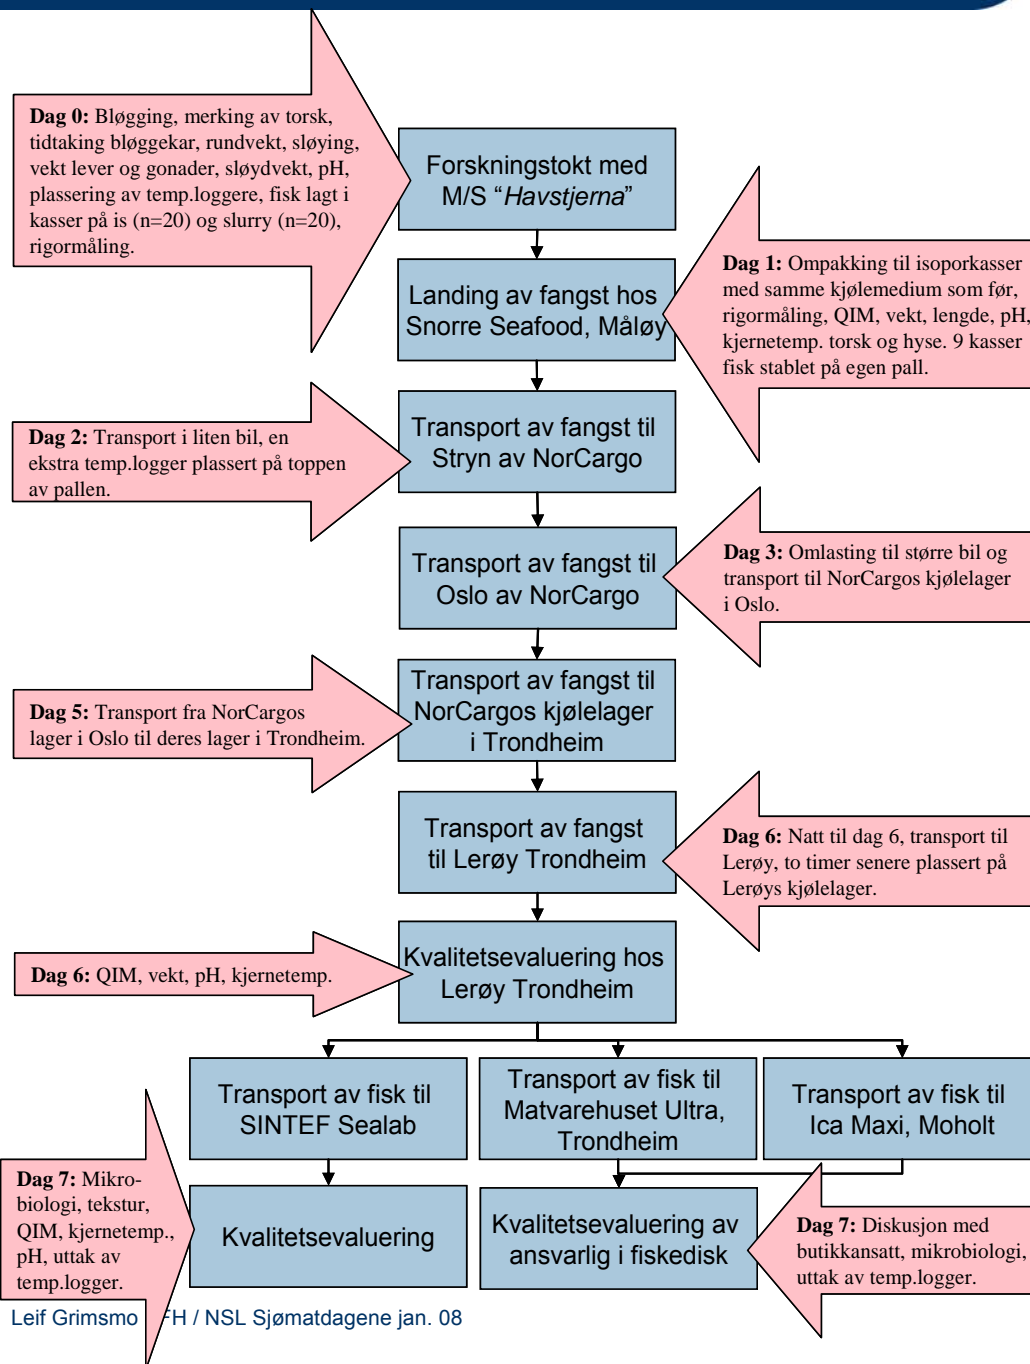 Dag 0: Bløgging, merking av torsk,
tidtaking bløggekar, rundvekt, sløying,
vekt lever og gonader, sløydvekt, pH,
plassering av temp.loggere, fisk lagt i
kasser på is (n=20) og slurry (n=20),
rigormåling.
Forskningstokt med
M/S “Havstjerna”
Landing av fangst hos
Snorre Seafood, Måløy
Dag 1: Ompakking til isoporkasser
med samme kjølemedium som før,
rigormåling, QIM, vekt, lengde, pH,
kjernetemp. torsk og hyse. 9 kasser
fisk stablet på egen pall.
Dag 2: Transport i liten bil, en
ekstra temp.logger plassert på toppen
av pallen.
Transport av fangst til
Stryn av NorCargo
Transport av fangst til
Oslo av NorCargo
Dag 3: Omlasting til større bil og
transport til NorCargos kjølelager
i Oslo.
Dag 5: Transport fra NorCargos
lager i Oslo til deres lager i Trondheim.
Transport av fangst til
NorCargos kjølelager
i Trondheim
Transport av fangst
til Lerøy Trondheim
Dag 6: Natt til dag 6, transport til
Lerøy, to timer senere plassert på
Lerøys kjølelager.
Dag 6: QIM, vekt, pH, kjernetemp.
Kvalitetsevaluering hos
Lerøy Trondheim
Transport av fisk til
SINTEF Sealab
Transport av fisk til
Matvarehuset Ultra,
Trondheim
Transport av fisk til
Ica Maxi, Moholt
Dag 7: Mikro-
biologi, tekstur,
QIM, kjernetemp.,
pH, uttak av
temp.logger.
Kvalitetsevaluering
Kvalitetsevaluering av
ansvarlig i fiskedisk
Dag 7: Diskusjon med
butikkansatt, mikrobiologi,
uttak av temp.logger.
Leif Grimsmo FH / NSL Sjømatdagene jan. 08